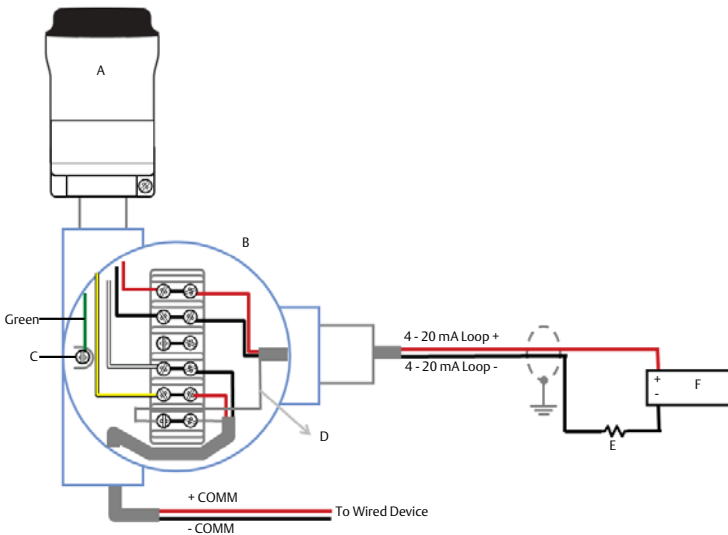 A
B
Green
C
4 - 20 mA Loop +
4 - 20 mA Loop -
+
-
F
D
E
+ COMM
To Wired Device
- COMM